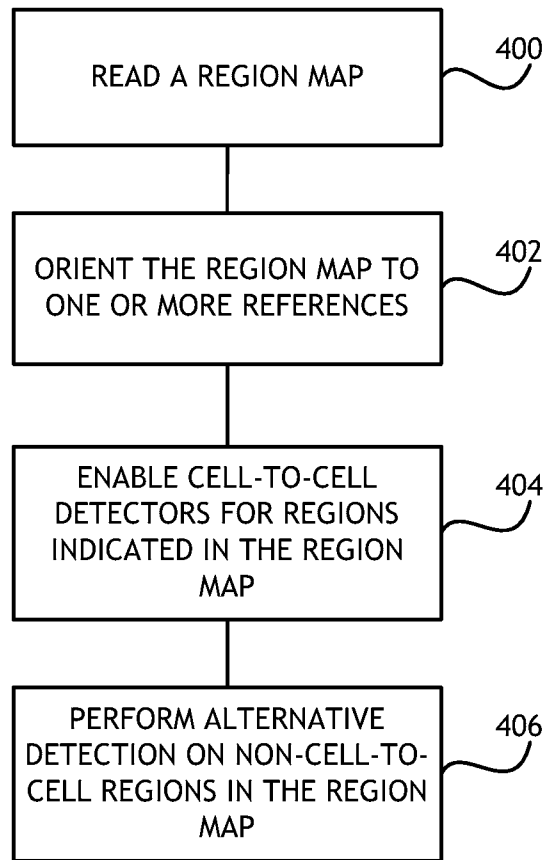 READ A REGION MAP
400
ORIENT THE REGION MAP TO
ONE OR MORE REFERENCES
402
ENABLE CELL-TO-CELL
DETECTORS FOR REGIONS
INDICATED IN THE REGION
MAP
404
PERFORM ALTERNATIVE
DETECTION ON NON-CELL-TO-
CELL REGIONS IN THE REGION
MAP
406